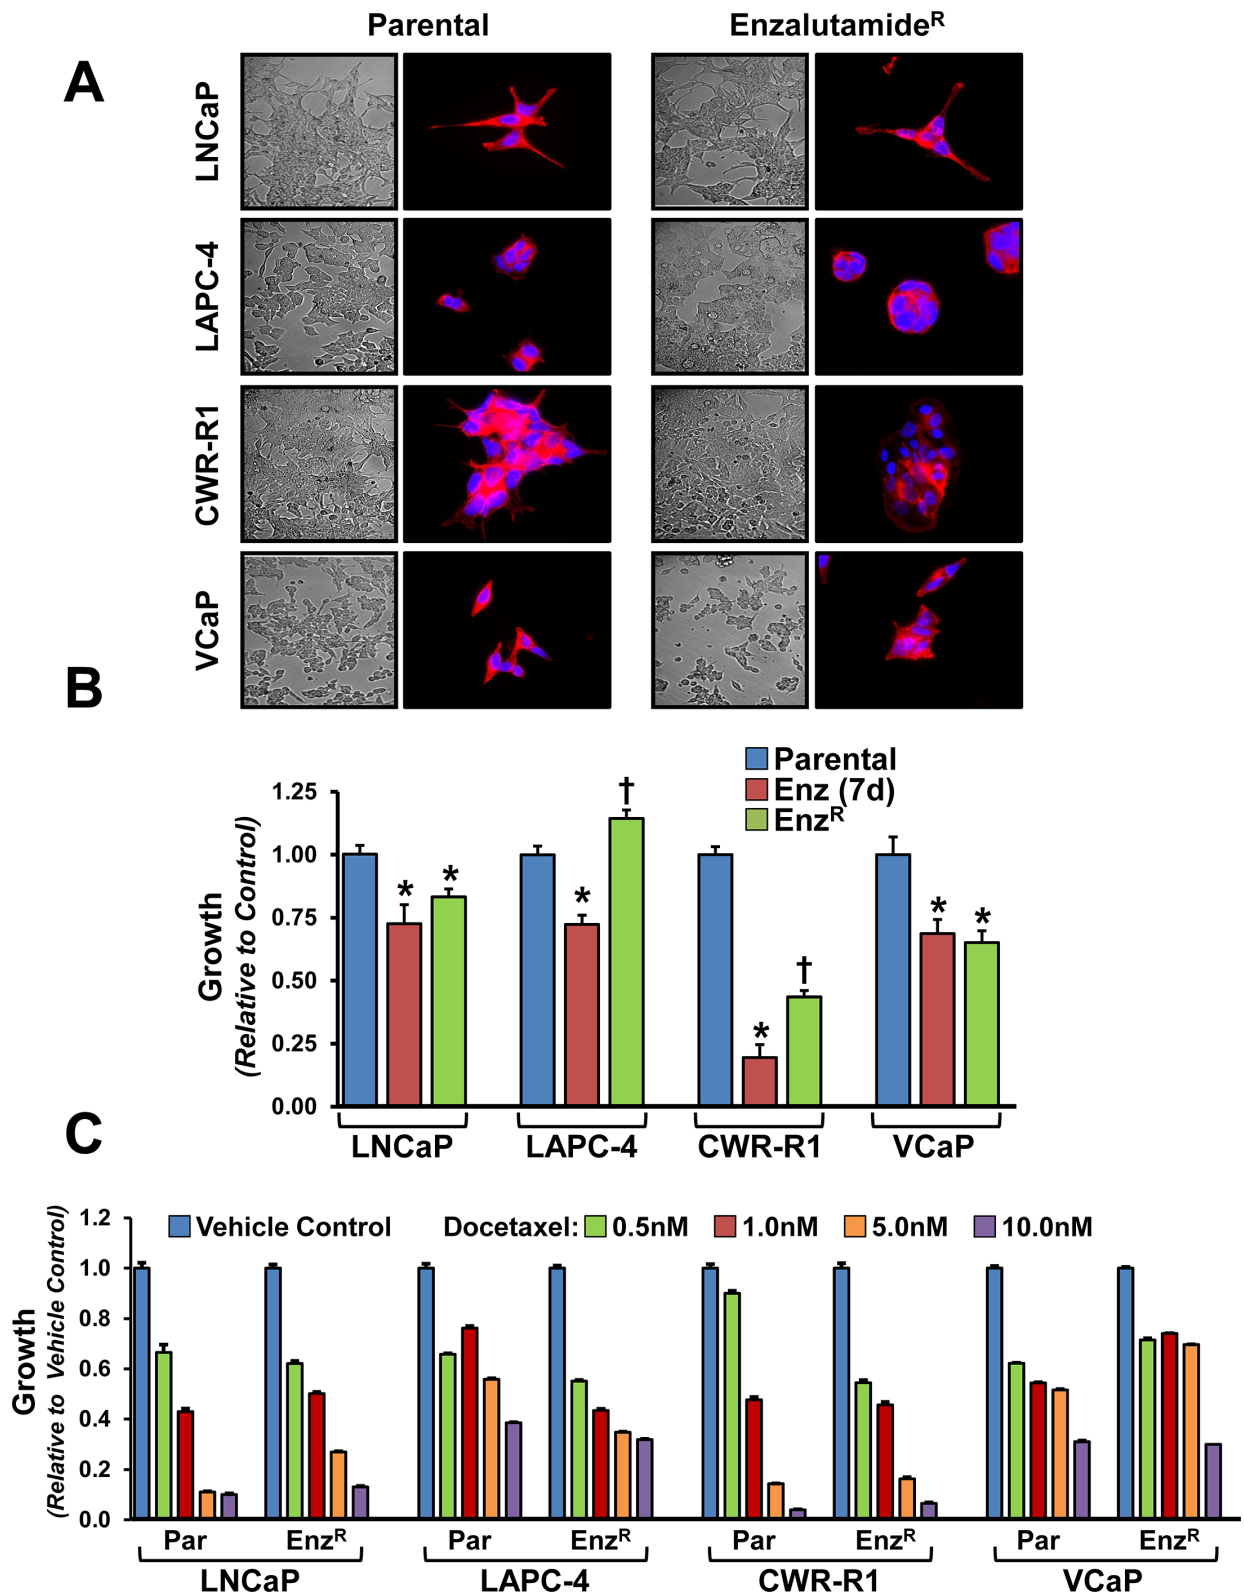 Parental EnzalutamideR
A
LNCaP
LAPC-4
CWR-R1
VCaP
B
Parental
Enz (7d)
EnzR
Growth
(Relative to Control)
1.25
1.00
0.75
0.50
0.25
0.00
* * * † * † * *
LNCaP LAPC-4 CWR-R1 VCaP
C
Vehicle Control Docetaxel: 0.5nM 1.0nM 5.0nM 10.0nM
Growth
(Relative to Vehicle Control)
1.2
1.0
0.8
0.6
0.4
0.2
0.0
Par EnzR Par EnzR Par EnzR Par EnzR
LNCaP LAPC-4 CWR-R1 VCaP